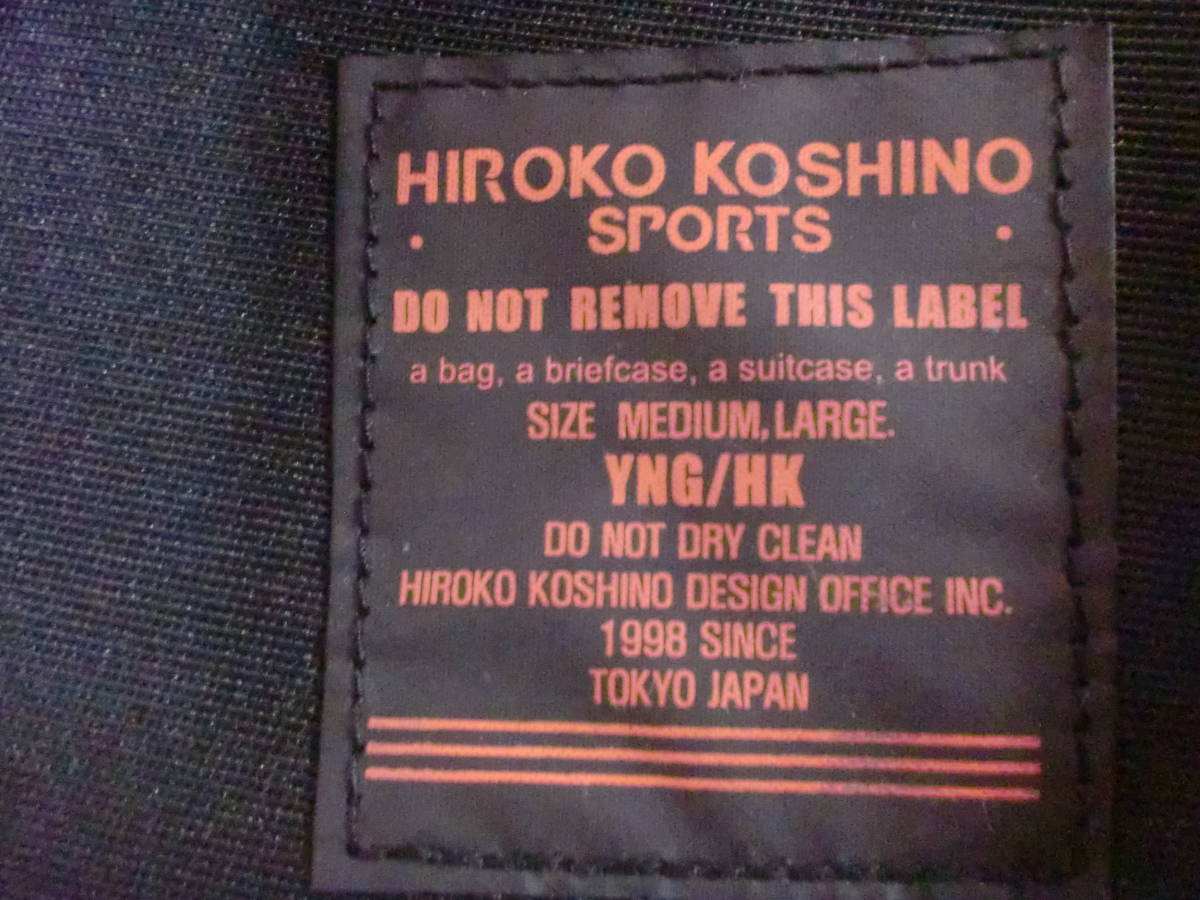 HIROKO KOSHINO
• SPORTS •
DO NOT REMOVE THIS LABEL
a bag, a briefcase, a suitcase, a trunk
SIZE MEDIUM, LARGE.
YNG/HK
DO NOT DRY CLEAN
HIROKO KOSHINO DESIGN OFFICE INC.
1998 SINCE
TOKYO JAPAN